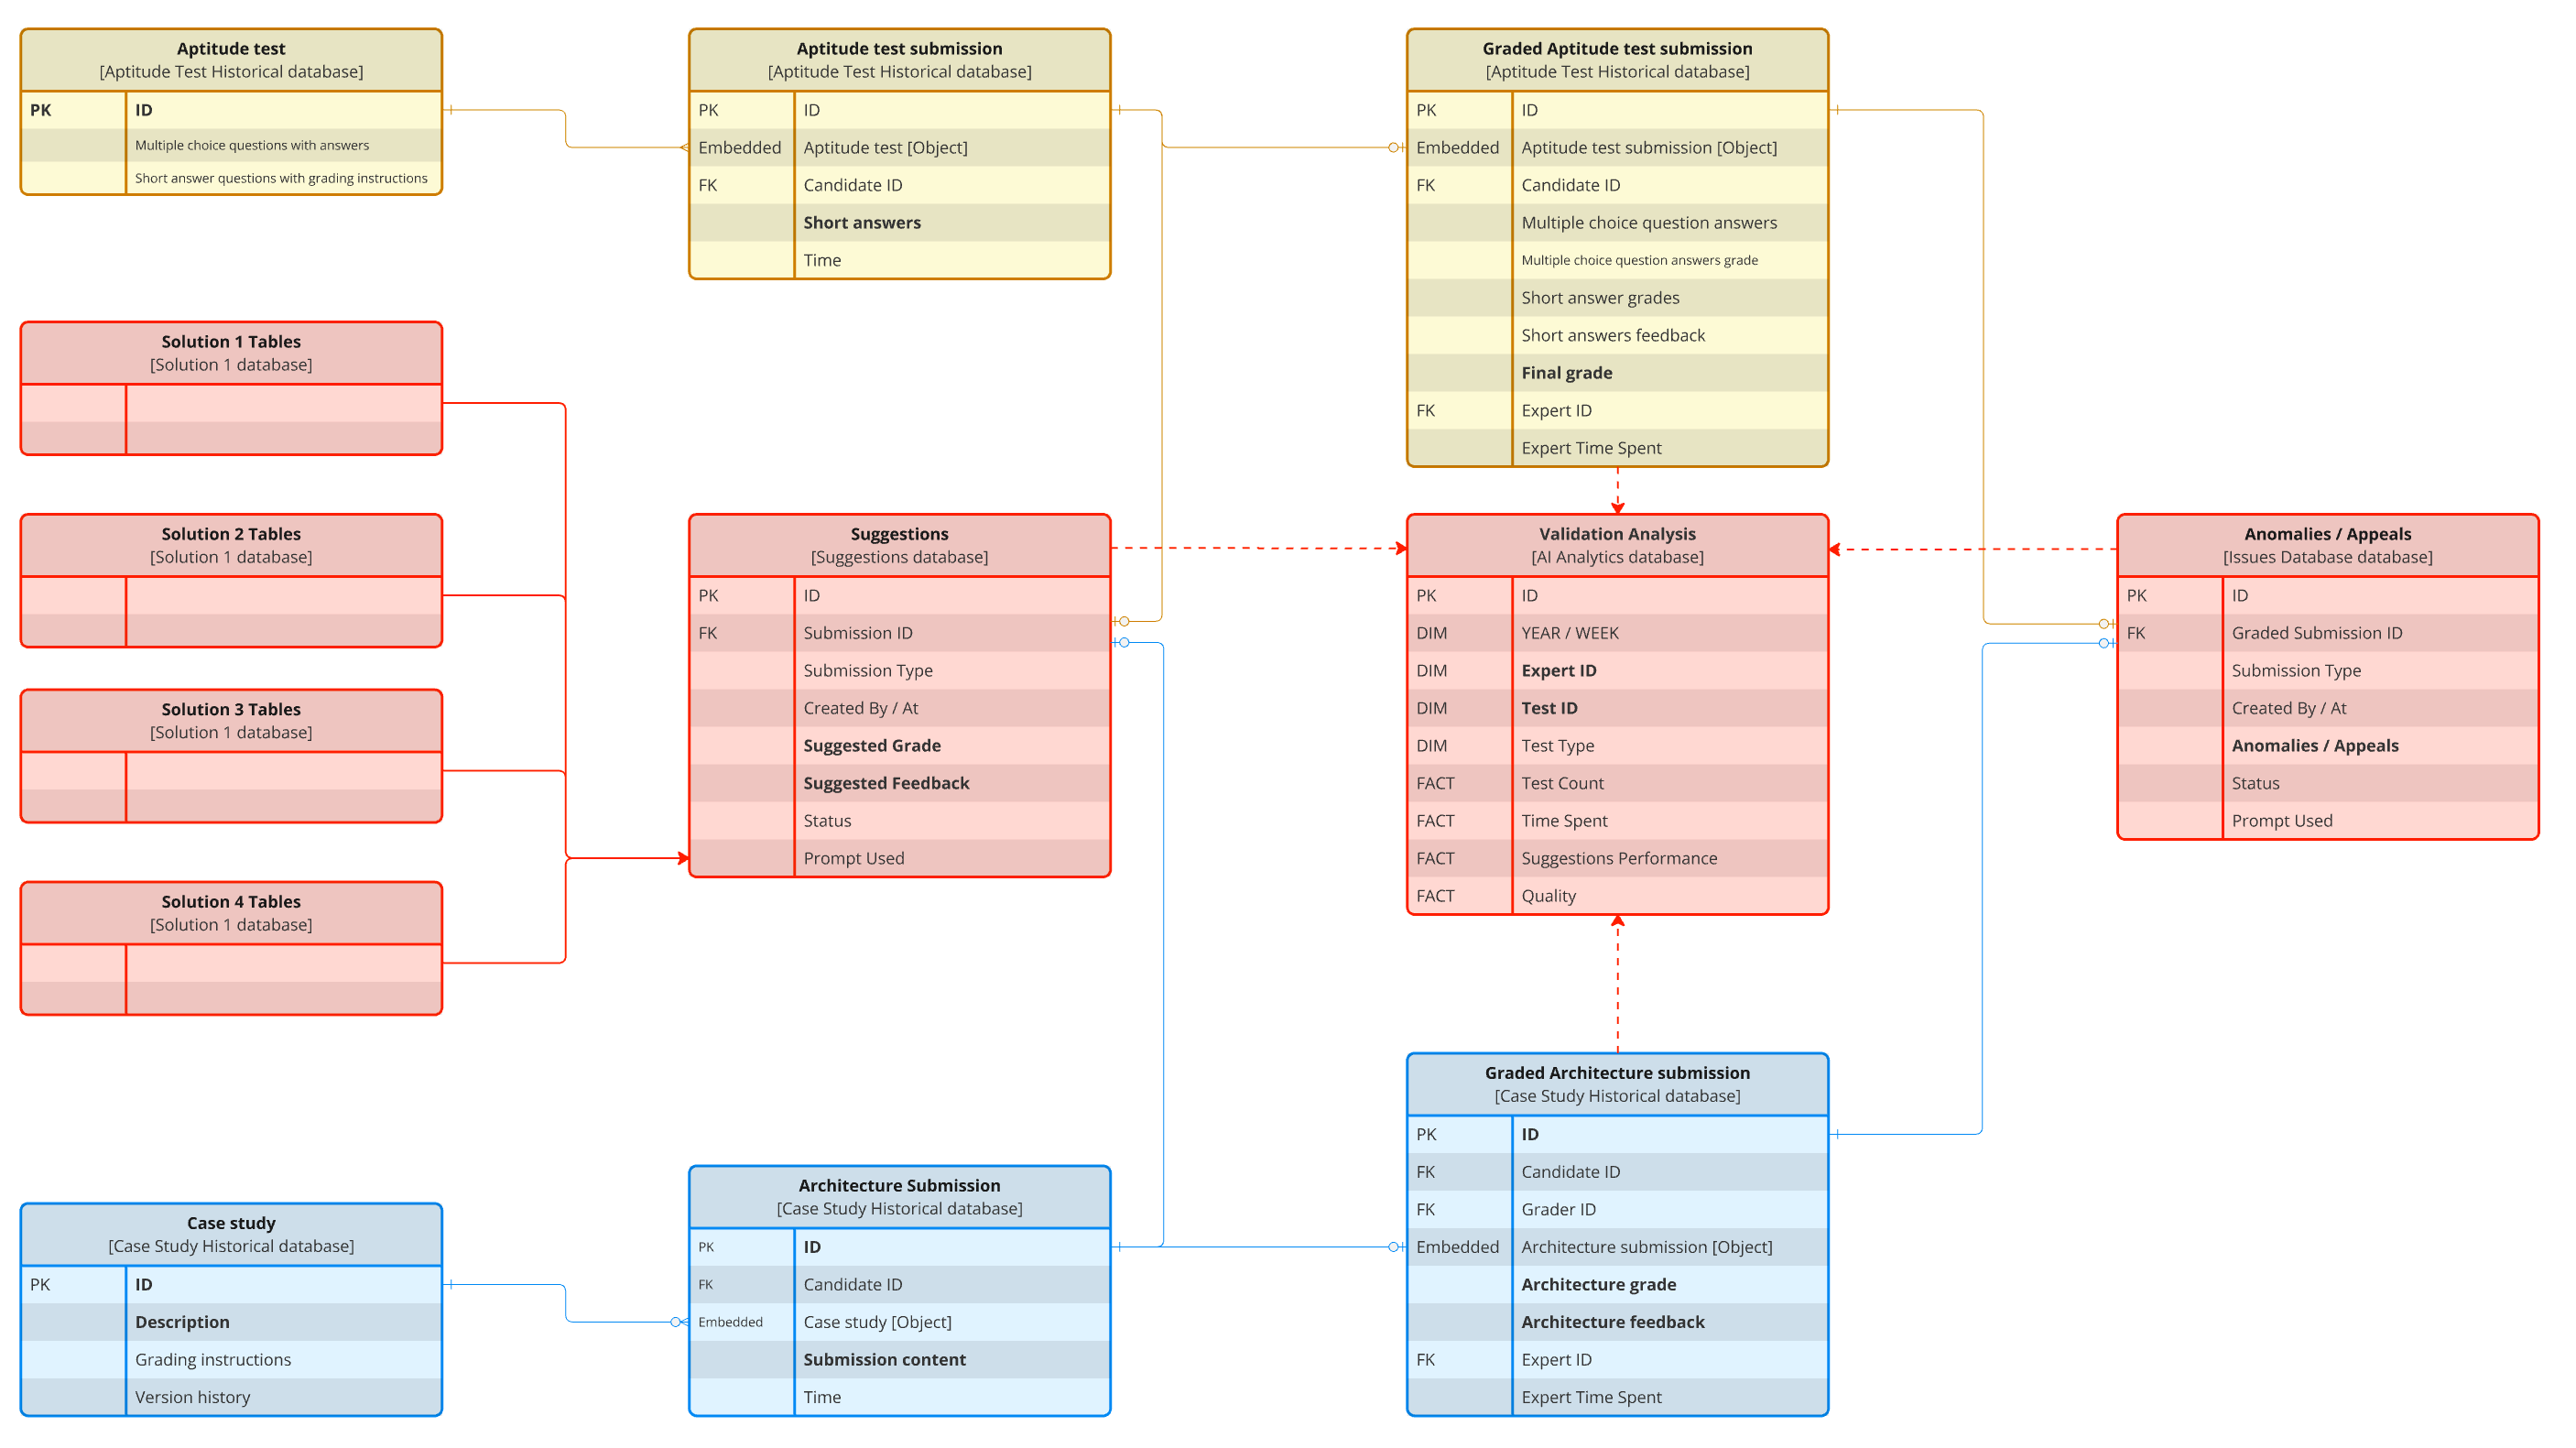 Aptitude test
[Aptitude Test Historical database]
PK ID
Multiple choice questions with answers
Short answer questions with grading instructions
Aptitude test submission
[Aptitude Test Historical database]
PK ID
Embedded Aptitude test [Object]
FK Candidate ID
Short answers
Time
Graded Aptitude test submission
[Aptitude Test Historical database]
PK ID
Embedded Aptitude test submission [Object]
FK Candidate ID
Multiple choice question answers
Multiple choice question answers grade
Short answer grades
Short answers feedback
Final grade
FK Expert ID
Expert Time Spent
Solution 1 Tables
[Solution 1 database]
Solution 2 Tables
[Solution 1 database]
Solution 3 Tables
[Solution 1 database]
Solution 4 Tables
[Solution 1 database]
Suggestions
[Suggestions database]
PK ID
FK Submission ID
Submission Type
Created By / At
Suggested Grade
Suggested Feedback
Status
Prompt Used
Validation Analysis
[AI Analytics database]
PK ID
DIM YEAR / WEEK
DIM Expert ID
DIM Test ID
DIM Test Type
FACT Test Count
FACT Time Spent
FACT Suggestions Performance
FACT Quality
Anomalies / Appeals
[Issues Database database]
PK ID
FK Graded Submission ID
Submission Type
Created By / At
Anomalies / Appeals
Status
Prompt Used
Case study
[Case Study Historical database]
PK ID
Description
Grading instructions
Version history
Architecture Submission
[Case Study Historical database]
PK ID
FK Candidate ID
Embedded Case study [Object]
Submission content
Time
Graded Architecture submission
[Case Study Historical database]
PK ID
FK Candidate ID
FK Grader ID
Embedded Architecture submission [Object]
Architecture grade
Architecture feedback
FK Expert ID
Expert Time Spent